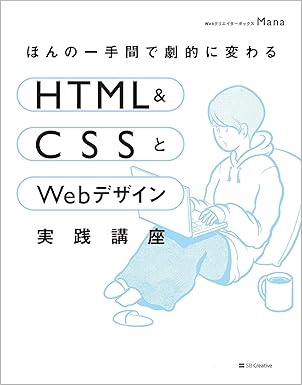 Webクリエイターボックス Mana
ほんの一手間で劇的に変わる
HTML &
CSSと
Webデザイン
実践講座
SB Creative